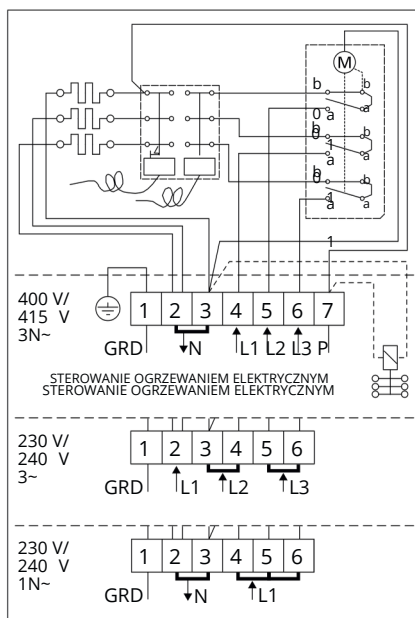 M
b b
0 a a
b
0 b
1 a a
b
0 b
1
a a
1
400 V/
415 V
3N~
1 2 3 4 5 6 7
GRD N L1 L2 L3 P
STEROWANIE OGRZEWANIEM ELEKTRYCZNYM
STEROWANIE OGRZEWANIEM ELEKTRYCZNYM
230 V/
240 V
3~
1 2 3 4 5 6
GRD L1 L2 L3
230 V/
240 V
1N~
1 2 3 4 5 6
GRD N L1